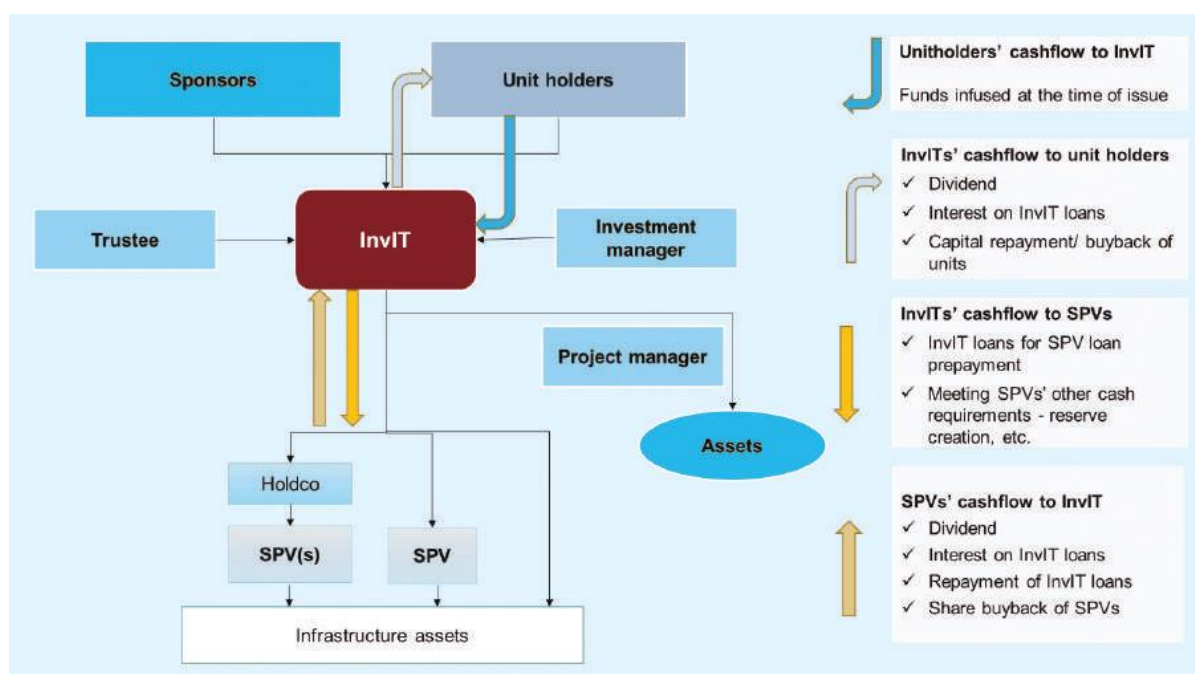 Sponsors
Unit holders
Trustee
InvIT
Investment
manager
Project manager
Assets
Holdco
SPV(s)
SPV
Infrastructure assets
Unitholders' cashflow to InvIT
Funds infused at the time of issue
InvITs' cashflow to unit holders
✓ Dividend
✓ Interest on InvIT loans
✓ Capital repayment/ buyback of
units
InvITs' cashflow to SPVs
✓ InvIT loans for SPV loan
prepayment
✓ Meeting SPVs' other cash
requirements - reserve
creation, etc.
SPVs' cashflow to InvIT
✓ Dividend
✓ Interest on InvIT loans
✓ Repayment of InvIT loans
✓ Share buyback of SPVs